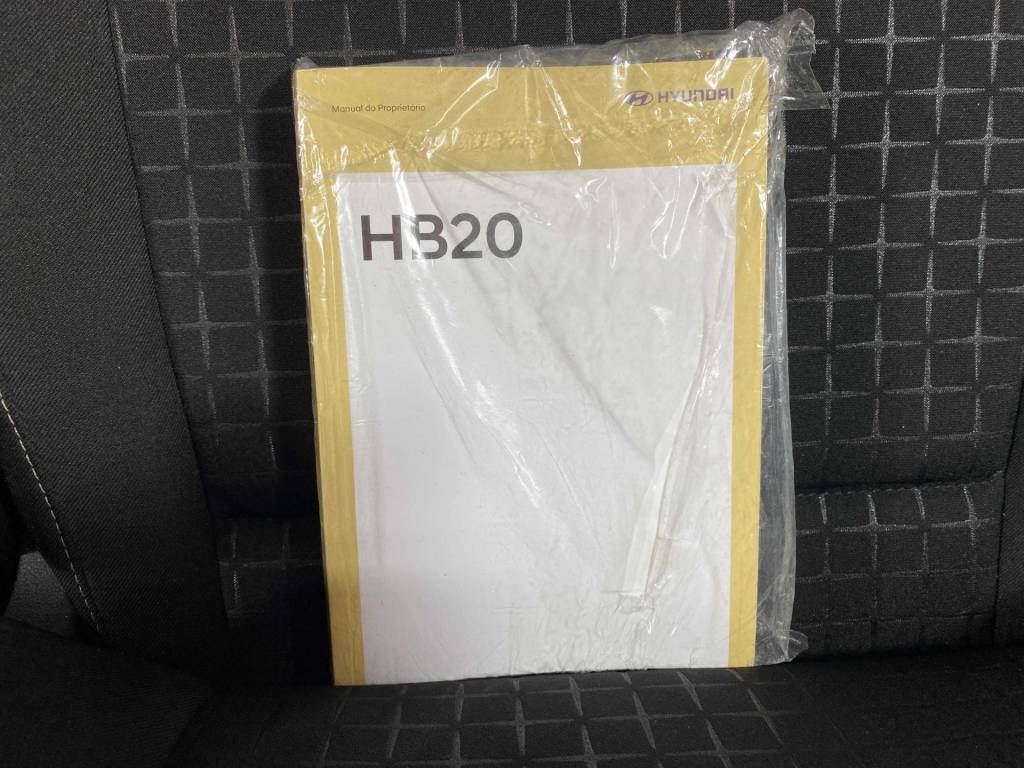 Manual do Proprietário
HYUNDAI
HB20